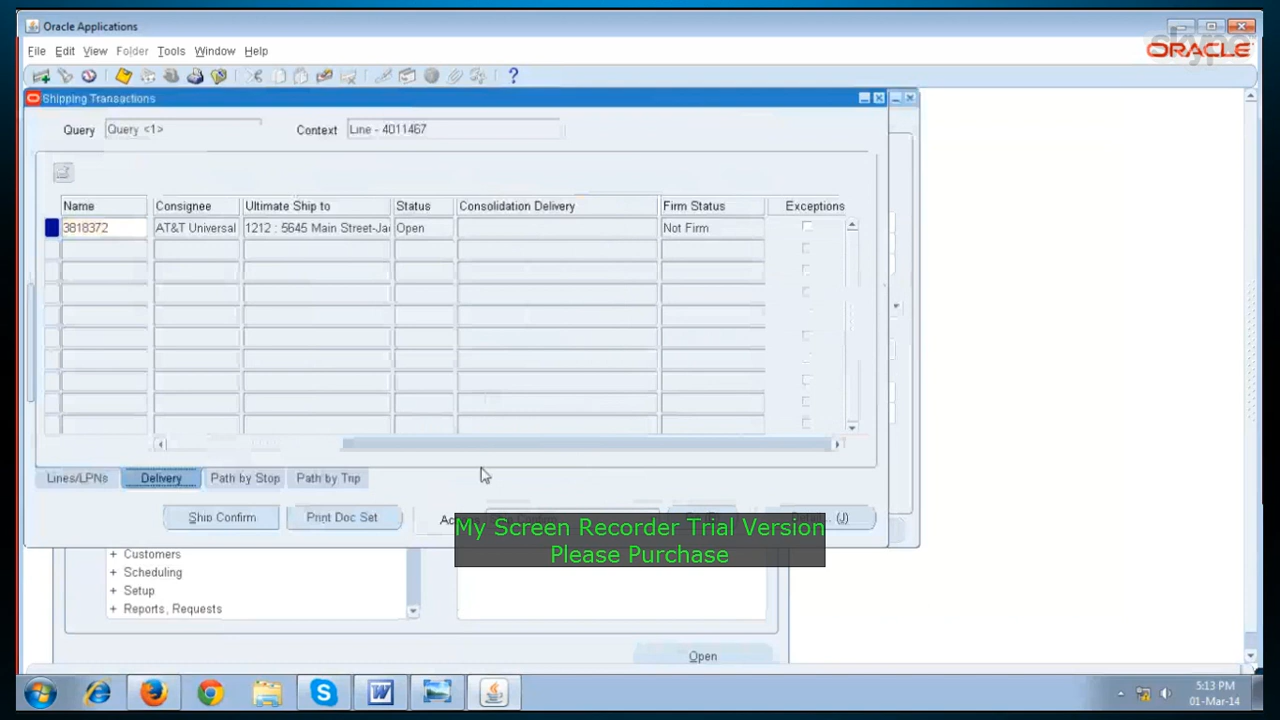 Oracle Applications
File Edit View Folder Tools Window Help
ORACLE
skype
Shipping Transactions
Query Query <1> Context Line - 4011467
Name Consignee Ultimate Ship to Status Consolidation Delivery Firm Status Exceptions
3818372 AT&T Universal 1212 : 5645 Main Street-Jac Open Not Firm
Lines/LPNs Delivery Path by Stop Path by Trip
Ship Confirm Print Doc Set (J)
My Screen Recorder Trial Version
Please Purchase
+ Customers
+ Scheduling
+ Setup
+ Reports, Requests
Open
5:13 PM
01-Mar-14